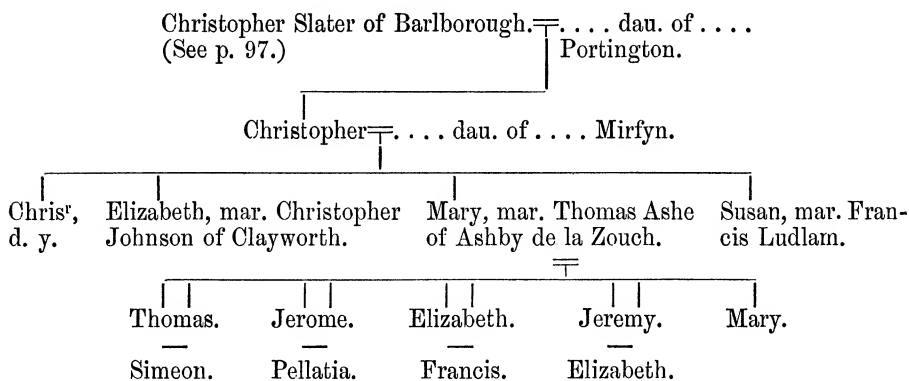 Christopher Slater of Barlborough. . . . . dau. of . . . .
(See p. 97.) Portington.
Christopher . . . . dau. of . . . . Mirfyn.
Chrisʳ, Elizabeth, mar. Christopher Mary, mar. Thomas Ashe Susan, mar. Fran-
d. y. Johnson of Clayworth. of Ashby de la Zouch. cis Ludlam.
Thomas. Jerome. Elizabeth. Jeremy. Mary.
Simeon. Pellatia. Francis. Elizabeth.